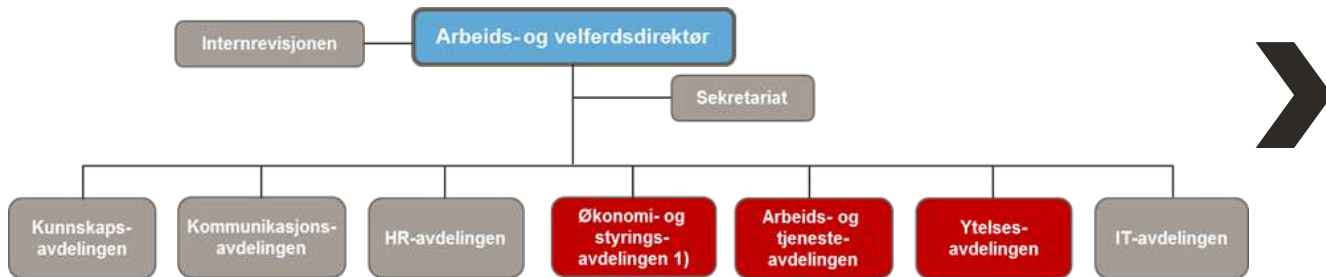 Arbeids- og velferdsdirektør
Internrevisjonen
Sekretariat
Kunnskaps-
avdelingen
Kommunikasjons-
avdelingen
HR-avdelingen
Økonomi- og
styrings-
avdelingen 1)
Arbeids- og
tjeneste-
avdelingen
Ytelses-
avdelingen
IT-avdelingen